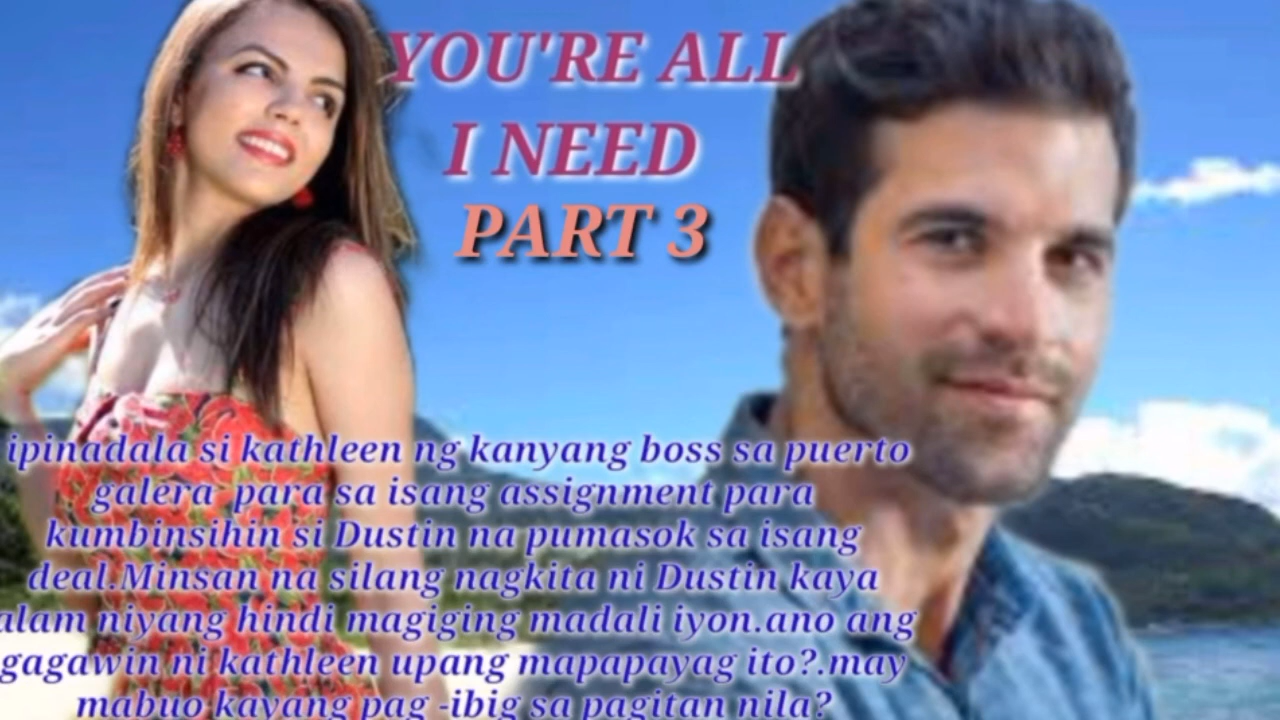 YOU'RE ALL
I NEED
PART 3
ipinadala si kathleen ng kanyang boss sa puerto
galera para sa isang assignment para
kumbinsihin si Dustin na pumasok sa isang
deal.Minsan na silang nagkita ni Dustin kaya
alam niyang hindi magiging madali iyon.ano ang
gagawin ni kathleen upang mapapayag ito?.may
mabuo kayang pag -ibig sa pagitan nila?